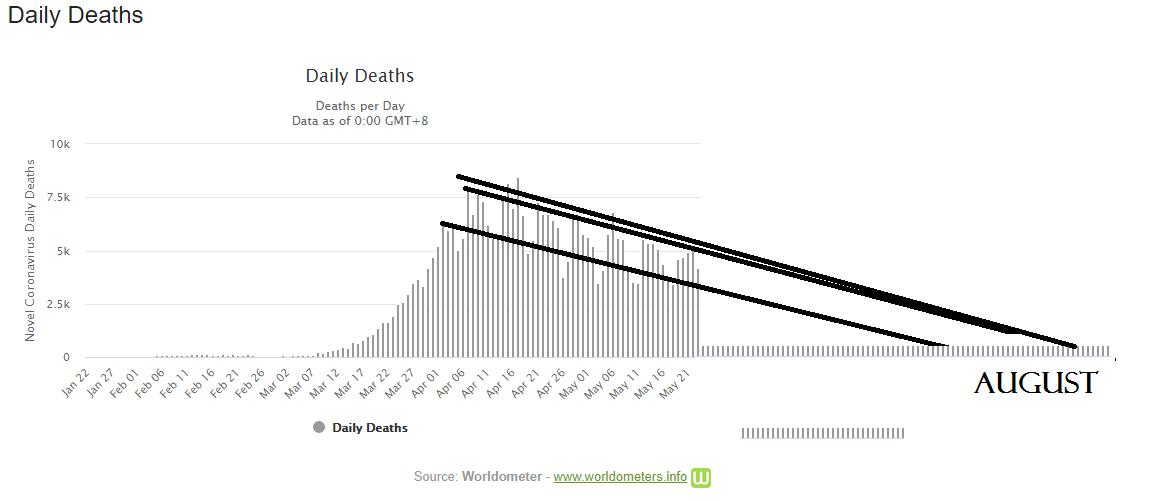 Daily Deaths
Daily Deaths
Deaths per Day
Data as of 0:00 GMT+8
Novel Coronavirus Daily Deaths
10k
7.5k
5k
2.5k
0
Jan 22
Jan 27
Feb 01
Feb 06
Feb 11
Feb 16
Feb 21
Feb 26
Mar 02
Mar 07
Mar 12
Mar 17
Mar 22
Mar 27
Apr 01
Apr 06
Apr 11
Apr 16
Apr 21
Apr 26
May 01
May 06
May 11
May 16
May 21
AUGUST
Daily Deaths
Source: Worldometer - www.worldometers.info W